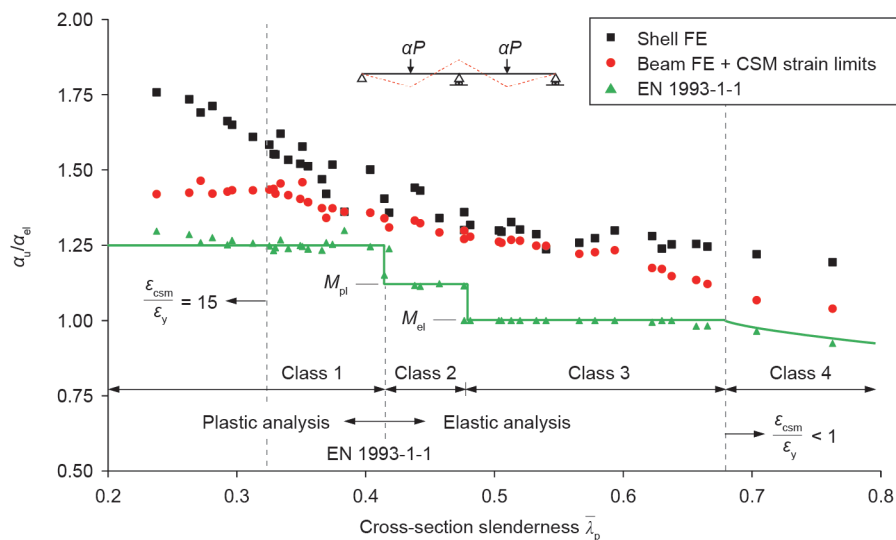 2.00
1.75
1.50
1.25
1.00
0.75
0.50
αu/αel
αP
αP
Shell FE
Beam FE + CSM strain limits
EN 1993-1-1
Mpl
Mel
εcsm/εy = 15
Class 1
Class 2
Class 3
Class 4
Plastic analysis
Elastic analysis
EN 1993-1-1
εcsm/εy < 1
0.2
0.3
0.4
0.5
0.6
0.7
0.8
Cross-section slenderness λ̅p